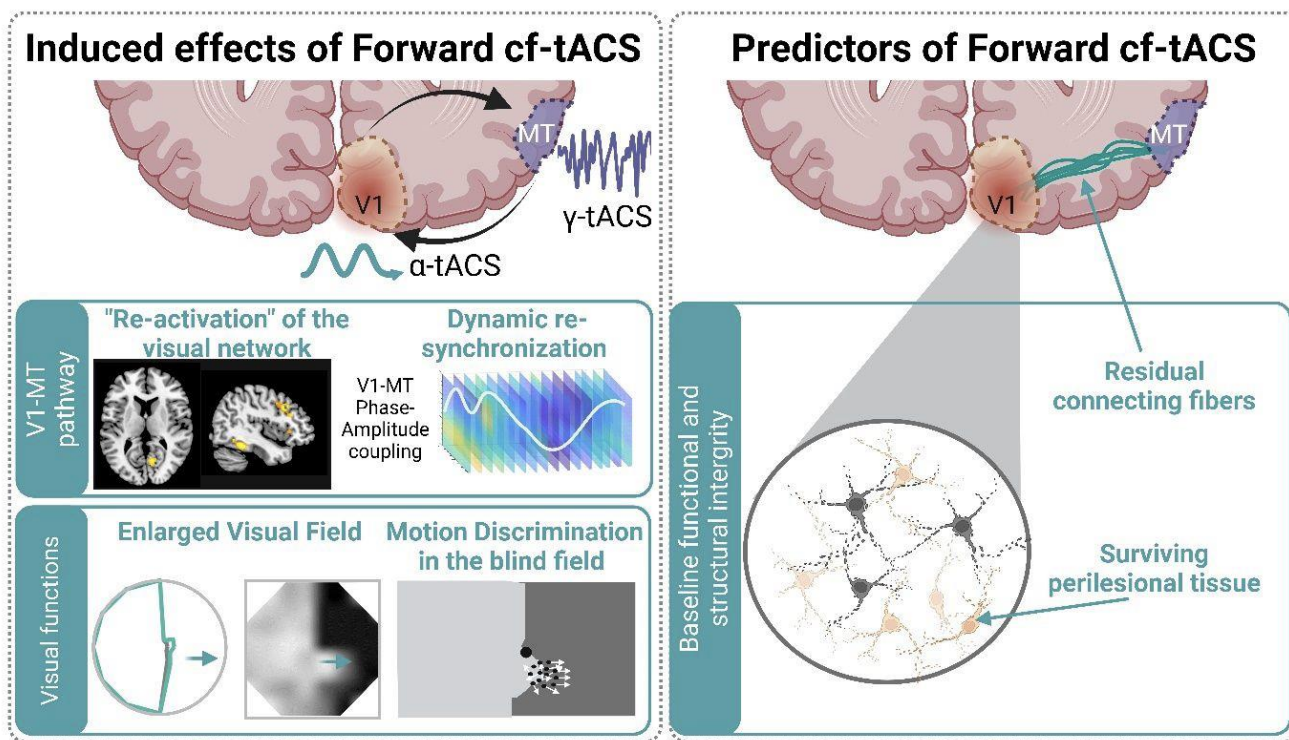 Induced effects of Forward cf-tACS
MT
V1
γ-tACS
α-tACS
V1-MT
pathway
"Re-activation" of the
visual network
Dynamic re-
synchronization
V1-MT
Phase-
Amplitude
coupling
Visual functions
Enlarged Visual Field
Motion Discrimination
in the blind field
Predictors of Forward cf-tACS
MT
V1
Baseline functional and
structural intergrity
Residual
connecting fibers
Surviving
perilesional tissue